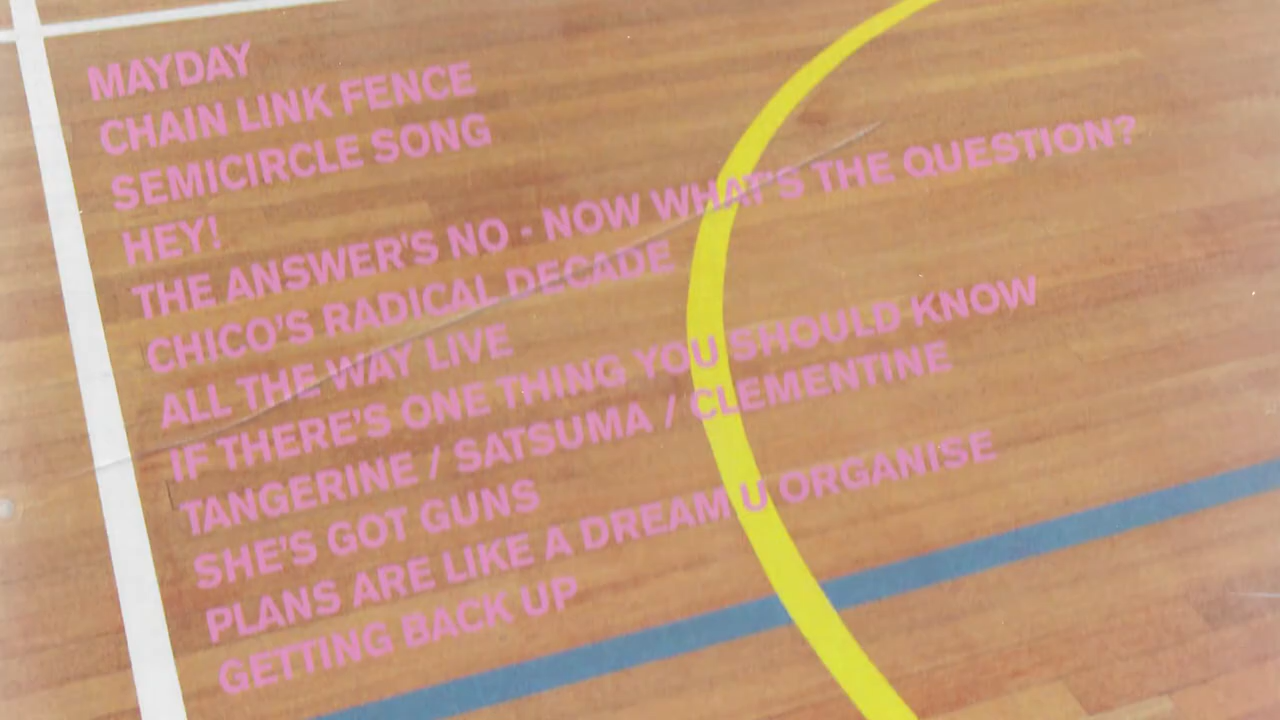 MAYDAY
CHAIN LINK FENCE
SEMICIRCLE SONG
HEY!
THE ANSWER'S NO - NOW WHAT'S THE QUESTION?
CHICO'S RADICAL DECADE
ALL THE WAY LIVE
IF THERE'S ONE THING YOU SHOULD KNOW
TANGERINE / SATSUMA / CLEMENTINE
SHE'S GOT GUNS
PLANS ARE LIKE A DREAM U ORGANISE
GETTING BACK UP